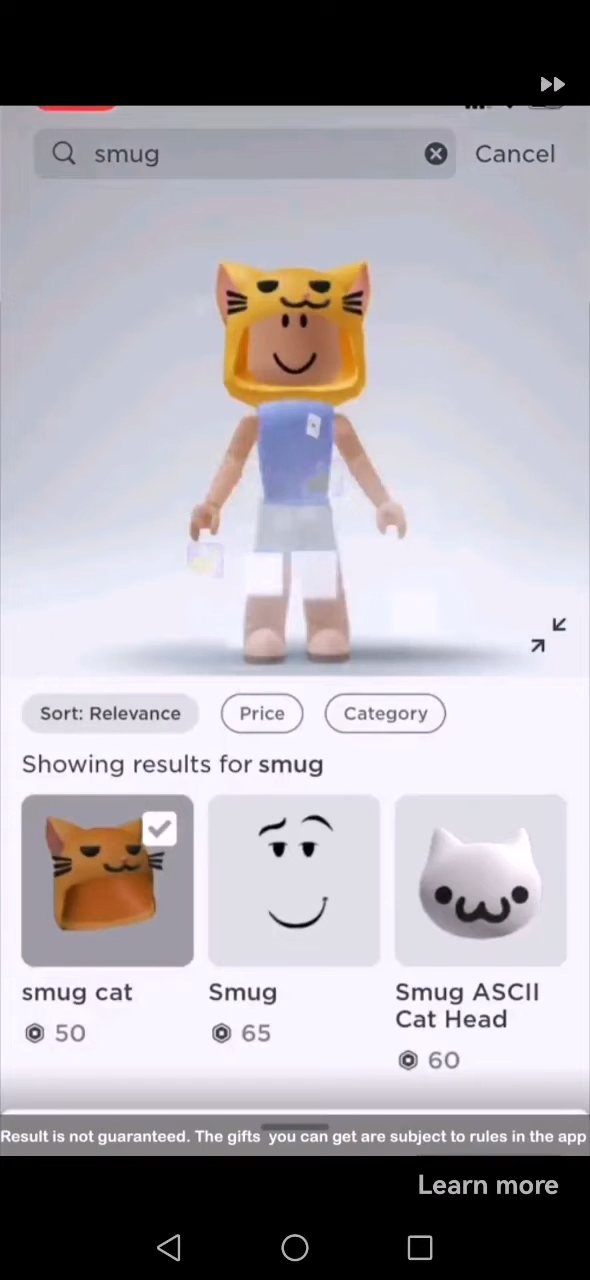 smug
Cancel
Sort: Relevance
Price
Category
Showing results for smug
smug cat
50
Smug
65
Smug ASCII
Cat Head
60
Result is not guaranteed. The gifts you can get are subject to rules in the app
Learn more